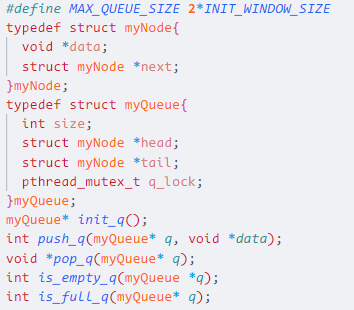 #define MAX_QUEUE_SIZE 2*INIT_WINDOW_SIZE
typedef struct myNode{
  void *data;
  struct myNode *next;
}myNode;
typedef struct myQueue{
  int size;
  struct myNode *head;
  struct myNode *tail;
  pthread_mutex_t q_lock;
}myQueue;
myQueue* init_q();
int push_q(myQueue* q, void *data);
void *pop_q(myQueue* q);
int is_empty_q(myQueue *q);
int is_full_q(myQueue* q);